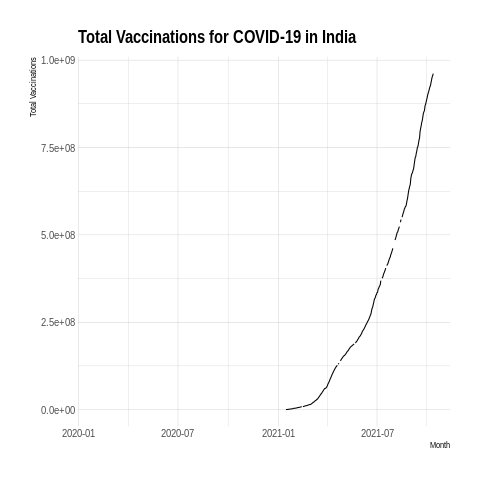 Total Vaccinations for COVID-19 in India
Total Vaccinations
1.0e+09
7.5e+08
5.0e+08
2.5e+08
0.0e+00
2020-01 2020-07 2021-01 2021-07
Month